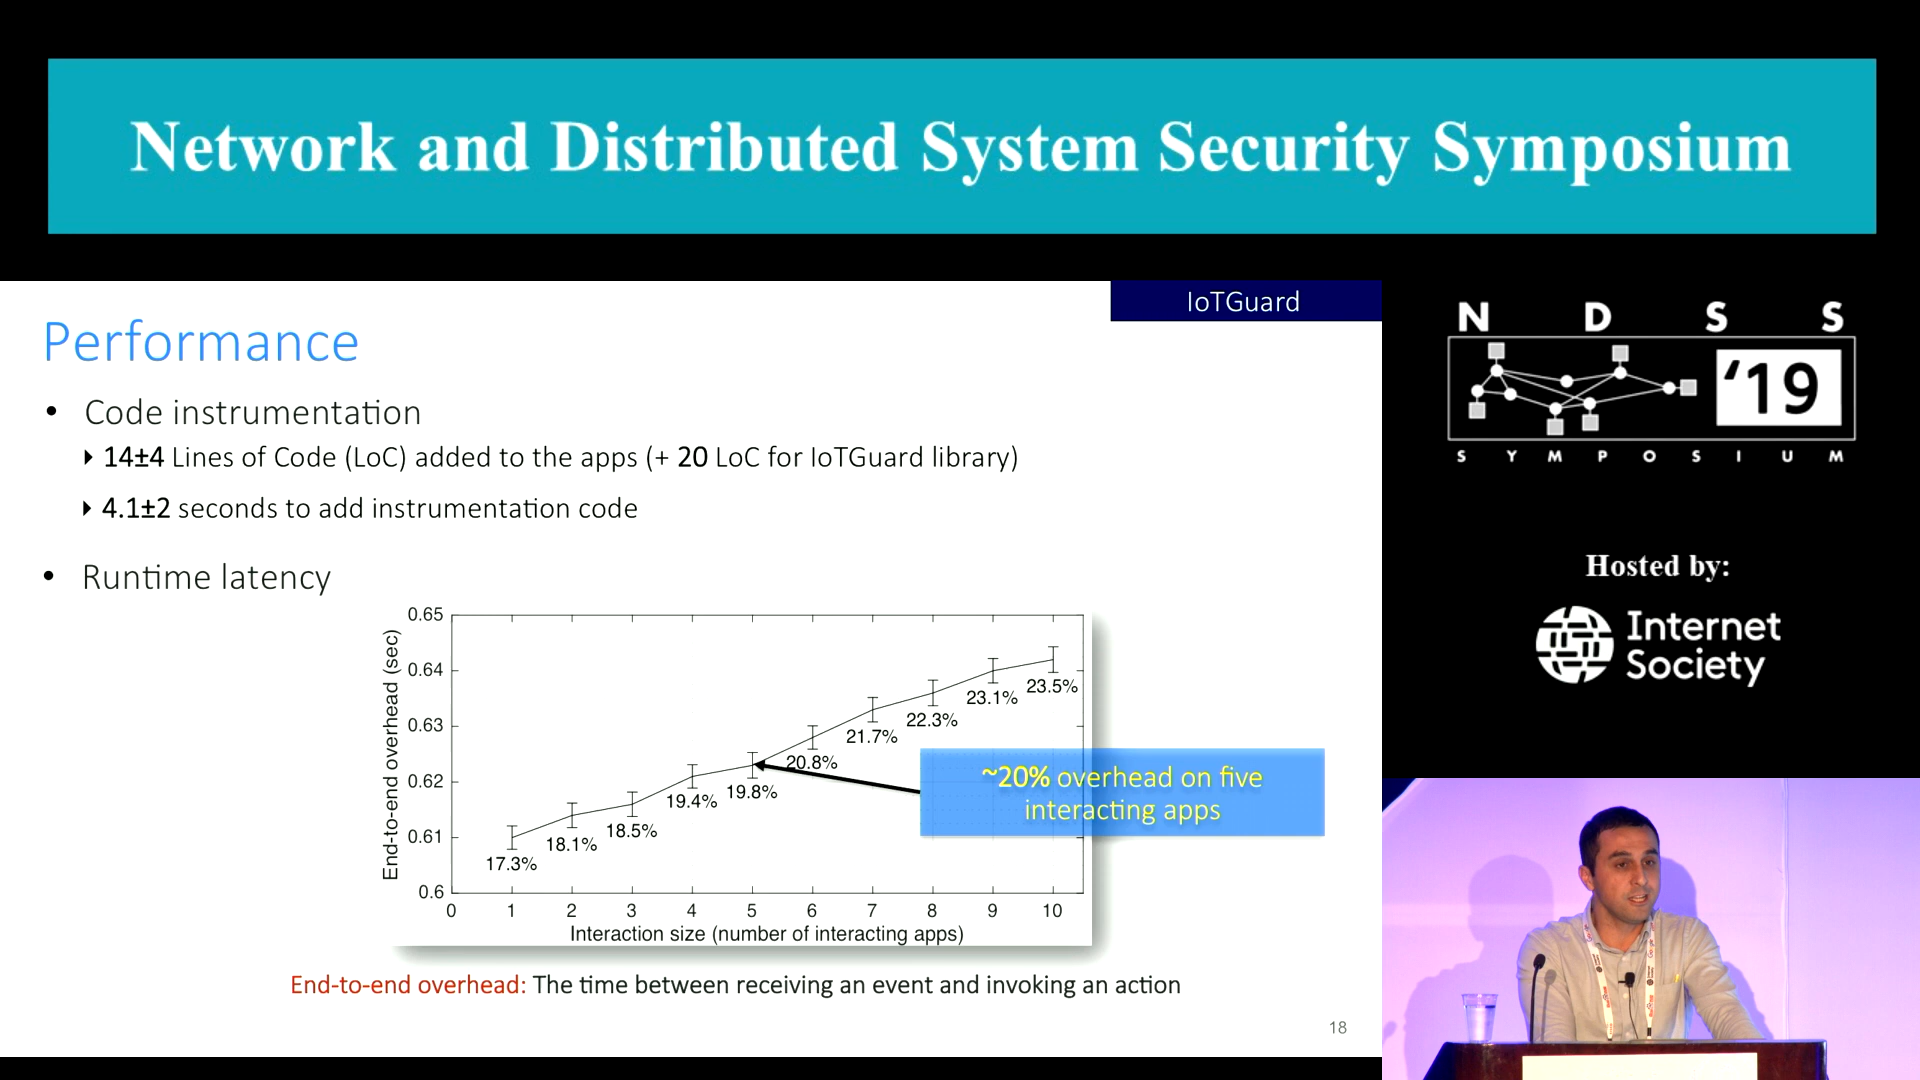 Network and Distributed System Security Symposium
IoTGuard
Performance
• Code instrumentation
14±4 Lines of Code (LoC) added to the apps (+ 20 LoC for IoTGuard library)
4.1±2 seconds to add instrumentation code
• Runtime latency
End-to-end overhead (sec)
0.65
0.64
0.63
0.62
0.61
0.6
17.3%
18.1%
18.5%
19.4%
19.8%
20.8%
21.7%
22.3%
23.1%
23.5%
~20% overhead on five
interacting apps
0 1 2 3 4 5 6 7 8 9 10
Interaction size (number of interacting apps)
End-to-end overhead: The time between receiving an event and invoking an action
18
N D S S
'19
S Y M P O S I U M
Hosted by:
Internet
Society